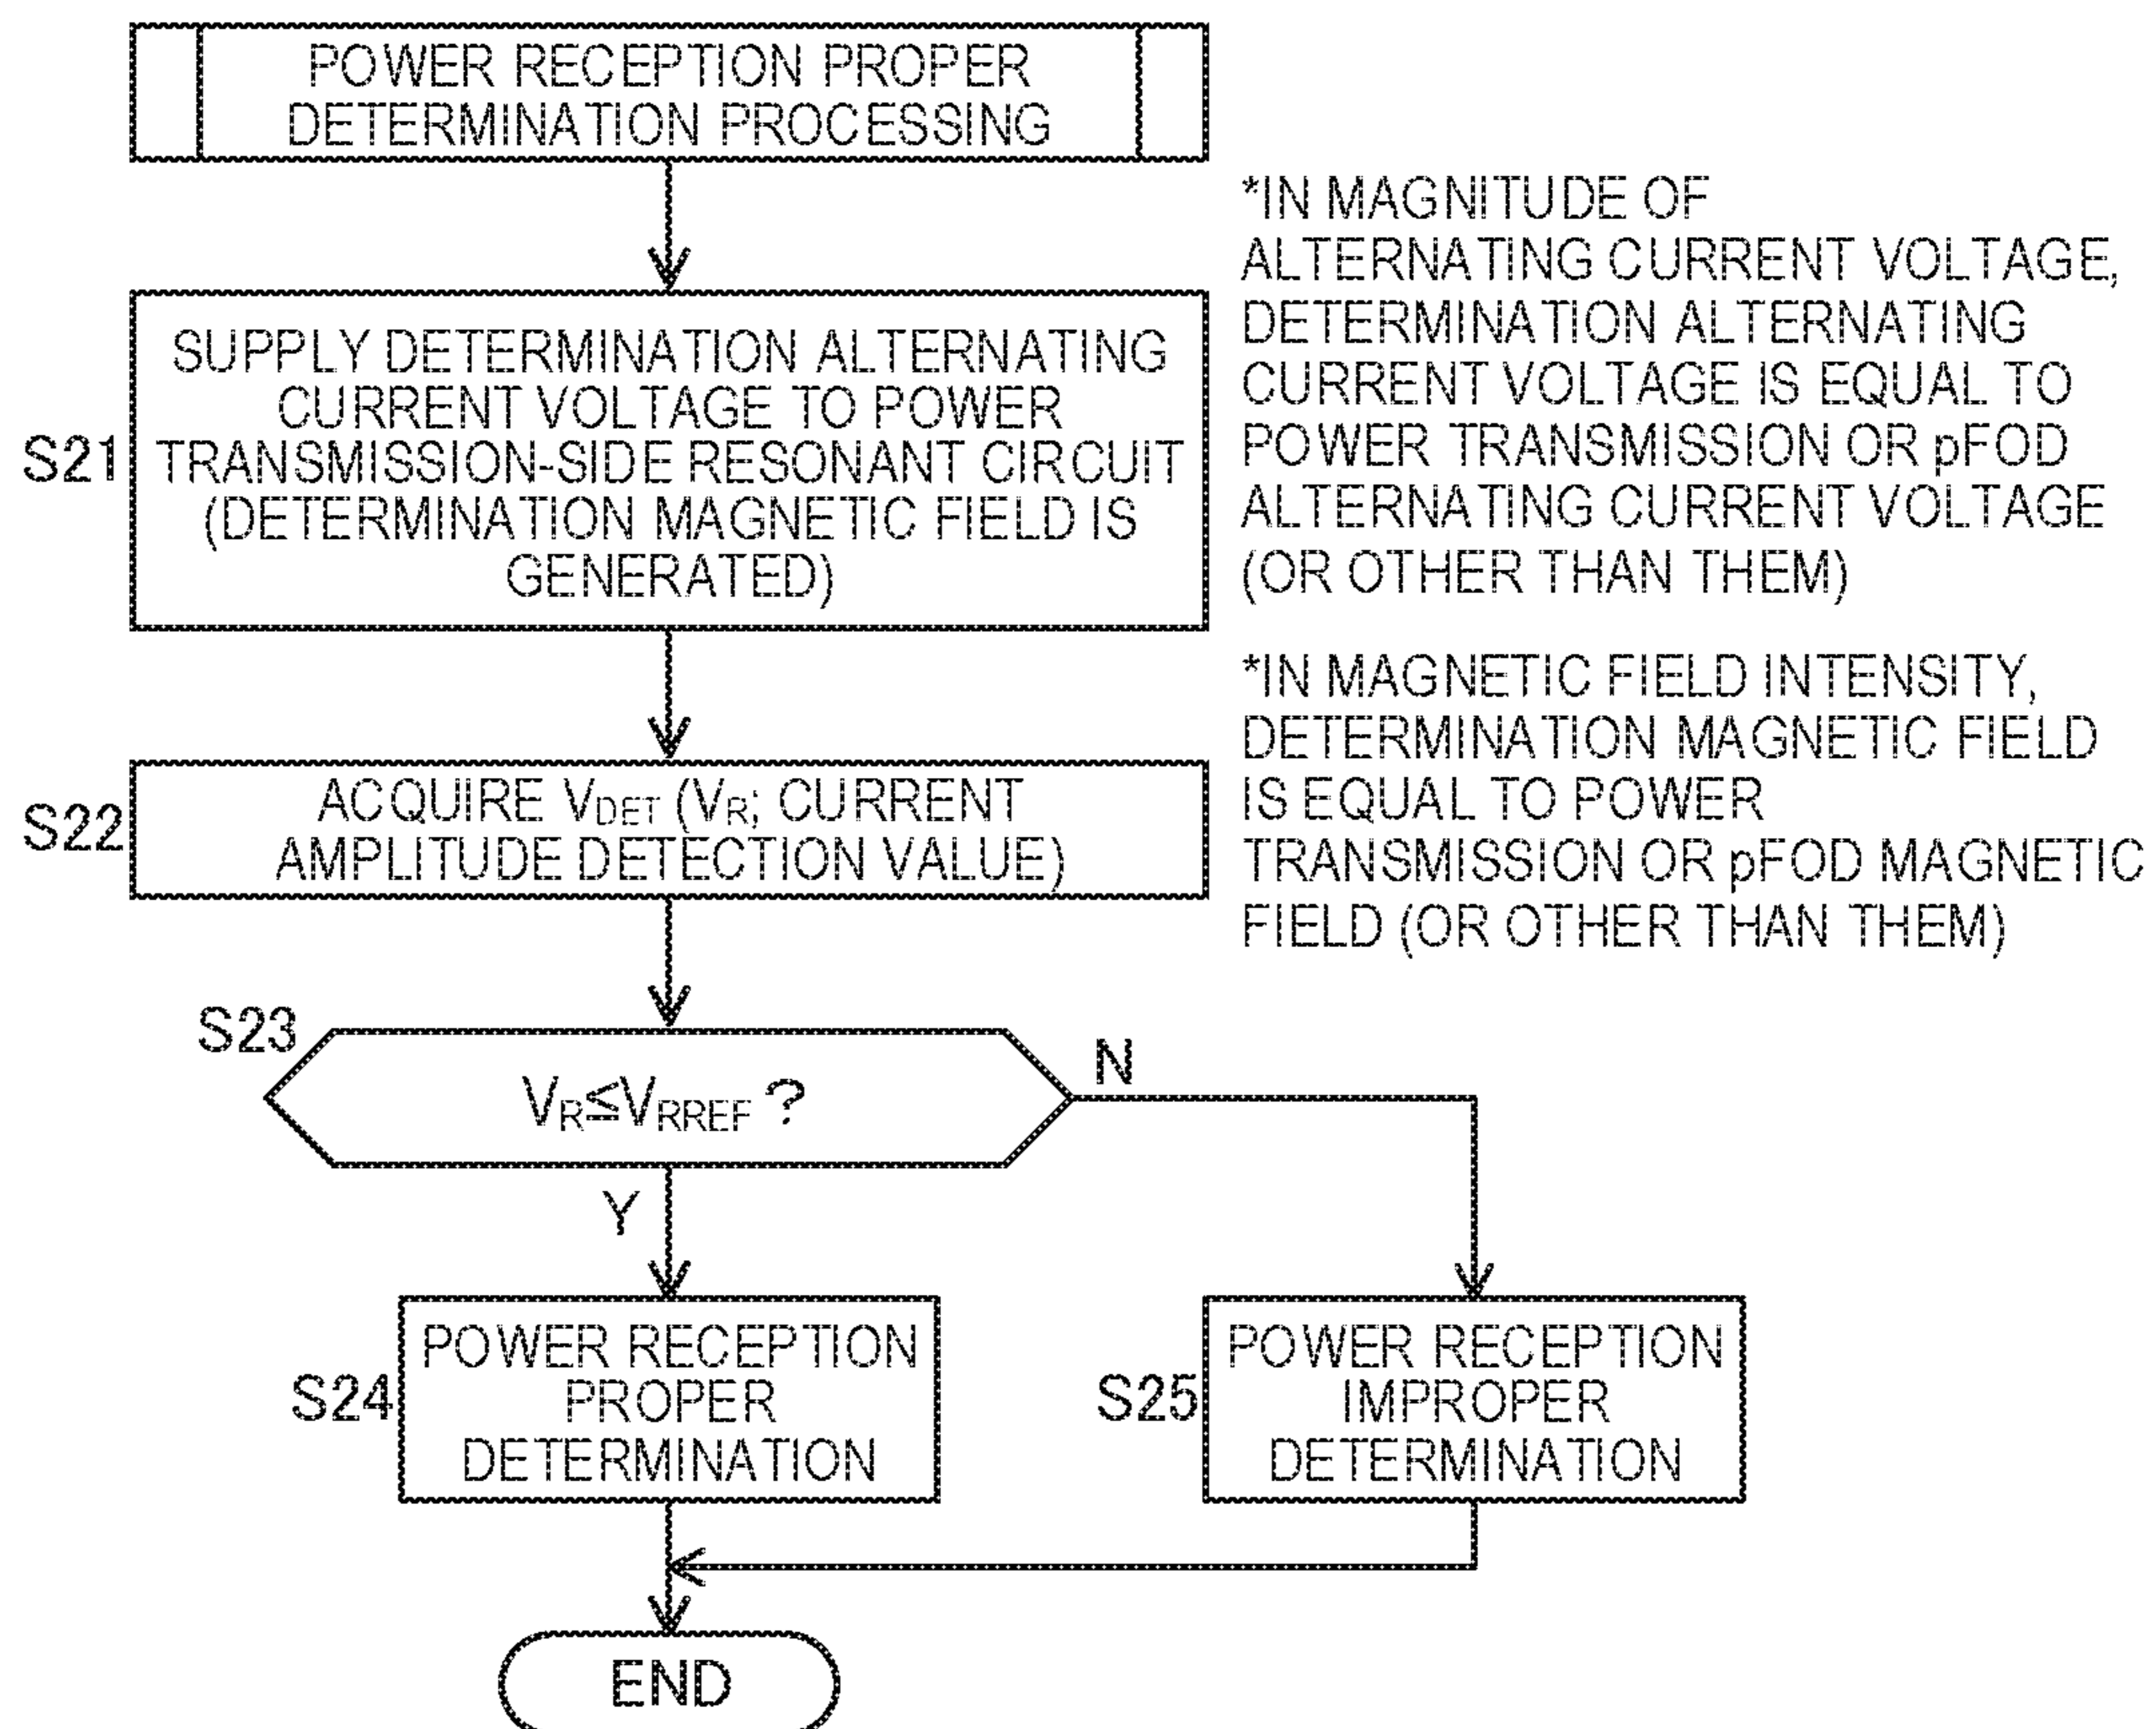 POWER RECEPTION PROPER
DETERMINATION PROCESSING
S21
SUPPLY DETERMINATION ALTERNATING
CURRENT VOLTAGE TO POWER
TRANSMISSION-SIDE RESONANT CIRCUIT
(DETERMINATION MAGNETIC FIELD IS
GENERATED)
*IN MAGNITUDE OF
ALTERNATING CURRENT VOLTAGE,
DETERMINATION ALTERNATING
CURRENT VOLTAGE IS EQUAL TO
POWER TRANSMISSION OR pFOD
ALTERNATING CURRENT VOLTAGE
(OR OTHER THAN THEM)
*IN MAGNETIC FIELD INTENSITY,
DETERMINATION MAGNETIC FIELD
IS EQUAL TO POWER
TRANSMISSION OR pFOD MAGNETIC
FIELD (OR OTHER THAN THEM)
S22
ACQUIRE VDET (VR; CURRENT
AMPLITUDE DETECTION VALUE)
S23
VR≤VRREF ?
N
Y
S24
POWER RECEPTION
PROPER
DETERMINATION
S25
POWER RECEPTION
IMPROPER
DETERMINATION
END